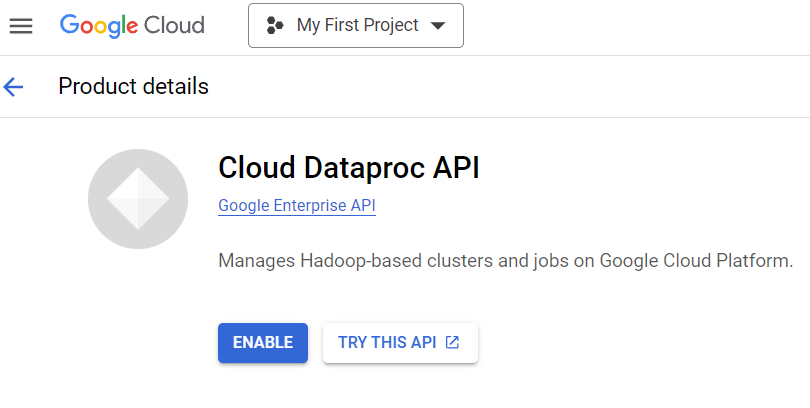 Google Cloud
My First Project
Product details
Cloud Dataproc API
Google Enterprise API
Manages Hadoop-based clusters and jobs on Google Cloud Platform.
ENABLE
TRY THIS API